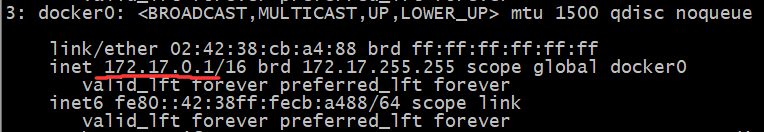 3: docker0: <BROADCAST,MULTICAST,UP,LOWER_UP> mtu 1500 qdisc noqueue
link/ether 02:42:38:cb:a4:88 brd ff:ff:ff:ff:ff:ff
inet 172.17.0.1/16 brd 172.17.255.255 scope global docker0
valid_lft forever preferred_lft forever
inet6 fe80::42:38ff:fecb:a488/64 scope link
valid_lft forever preferred_lft forever